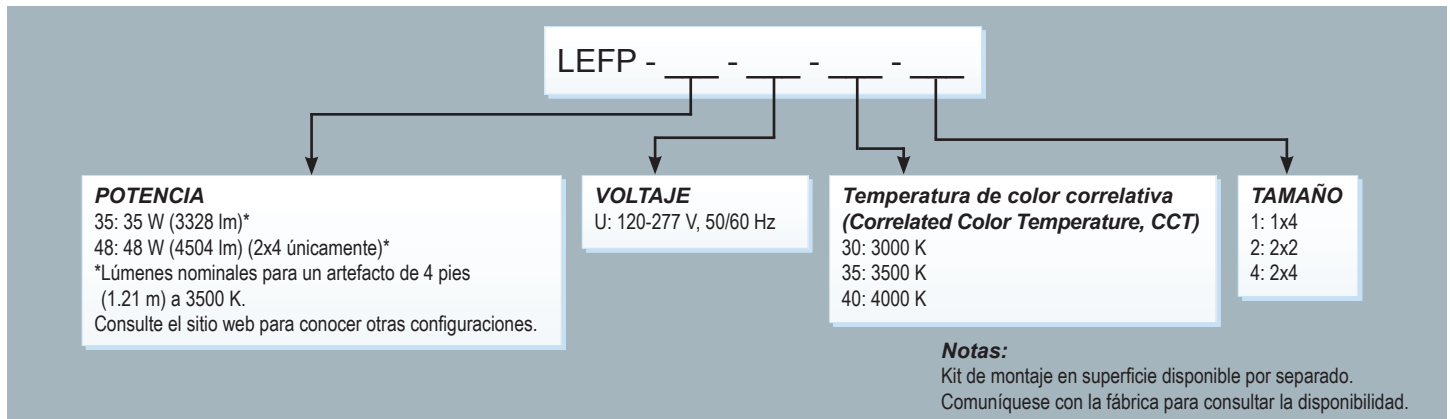 LEFP - ___ - ___ - ___ - ___
POTENCIA
35: 35 W (3328 lm)*
48: 48 W (4504 lm) (2x4 únicamente)*
*Lúmenes nominales para un artefacto de 4 pies
(1.21 m) a 3500 K.
Consulte el sitio web para conocer otras configuraciones.
VOLTAJE
U: 120-277 V, 50/60 Hz
Temperatura de color correlativa
(Correlated Color Temperature, CCT)
30: 3000 K
35: 3500 K
40: 4000 K
TAMAÑO
1: 1x4
2: 2x2
4: 2x4
Notas:
Kit de montaje en superficie disponible por separado.
Comuníquese con la fábrica para consultar la disponibilidad.